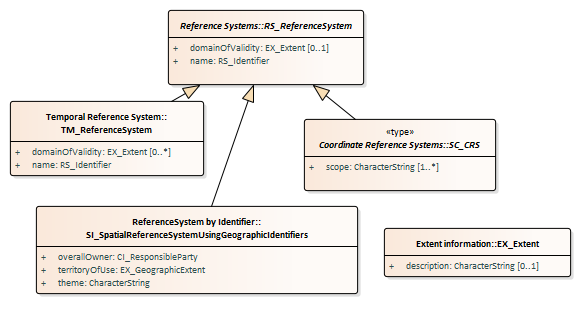 Reference Systems::RS_ReferenceSystem
+ domainOfValidity: EX_Extent [0..1]
+ name: RS_Identifier
Temporal Reference System::
TM_ReferenceSystem
+ domainOfValidity: EX_Extent [0..*]
+ name: RS_Identifier
«type»
Coordinate Reference Systems::SC_CRS
+ scope: CharacterString [1..*]
ReferenceSystem by Identifier::
SI_SpatialReferenceSystemUsingGeographicIdentifiers
+ overallOwner: CI_ResponsibleParty
+ territoryOfUse: EX_GeographicExtent
+ theme: CharacterString
Extent information::EX_Extent
+ description: CharacterString [0..1]